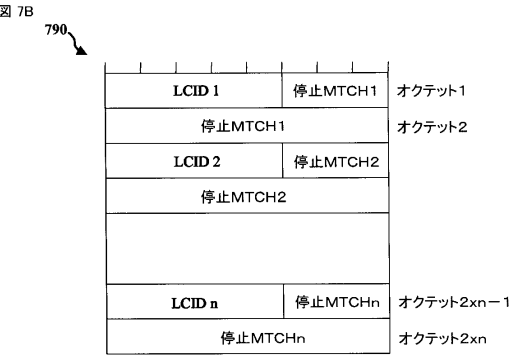 図 7B
790
LCID 1 停止MTCH1 オクテット1
停止MTCH1 オクテット2
LCID 2 停止MTCH2
停止MTCH2
LCID n 停止MTCHn オクテット2xn－1
停止MTCHn オクテット2xn